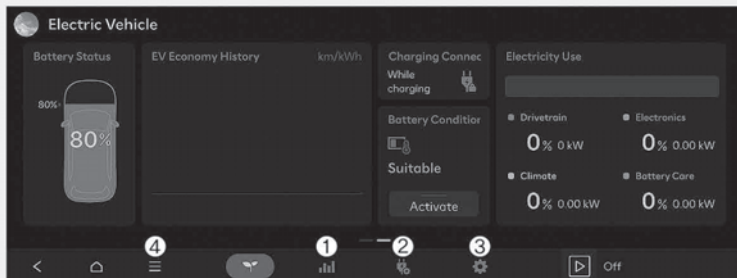 Electric Vehicle
Battery Status
80%
80%
EV Economy History km/kWh
Charging Connec
While
charging
Battery Condition
Suitable
Activate
Electricity Use
Drivetrain
0% 0 kW
Electronics
0% 0.00 kW
Climate
0% 0.00 kW
Battery Care
0% 0.00 kW
4
1
2
3
Off